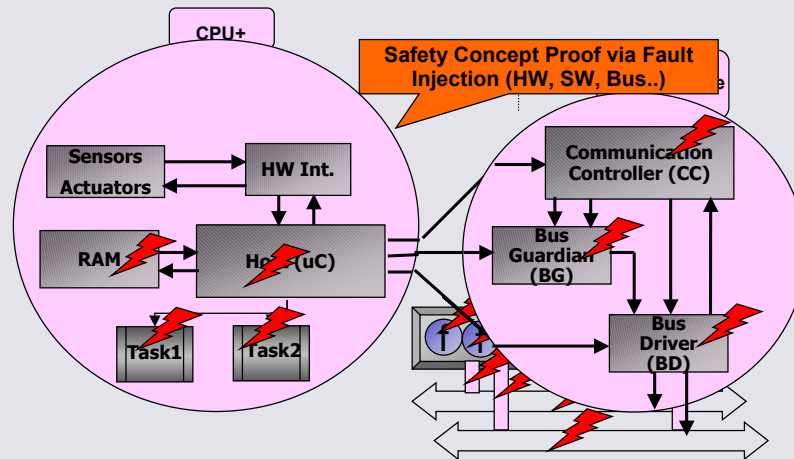 CPU+
Safety Concept Proof via Fault
Injection (HW, SW, Bus..)
e
Sensors
Actuators
HW Int.
Communication
Controller (CC)
RAM
(uC)
Bus
Guardian
(BG)
Task1
Task2
Bus
Driver
(BD)